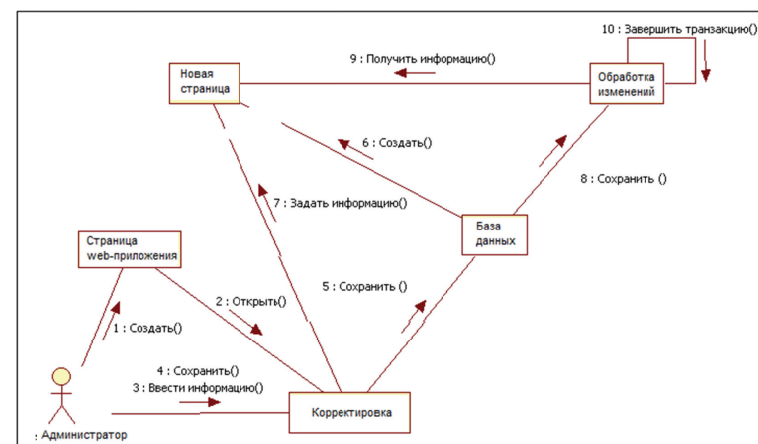 10 : Завершить транзакцию()
9 : Получить информацию()
Новая
страница
Обработка
изменений
6 : Создать()
8 : Сохранить ()
7 : Задать информацию()
База
данных
Страница
web-приложения
5 : Сохранить ()
2 : Открыть()
1 : Создать()
4 : Сохранить()
3 : Ввести информацию()
Корректировка
: Администратор